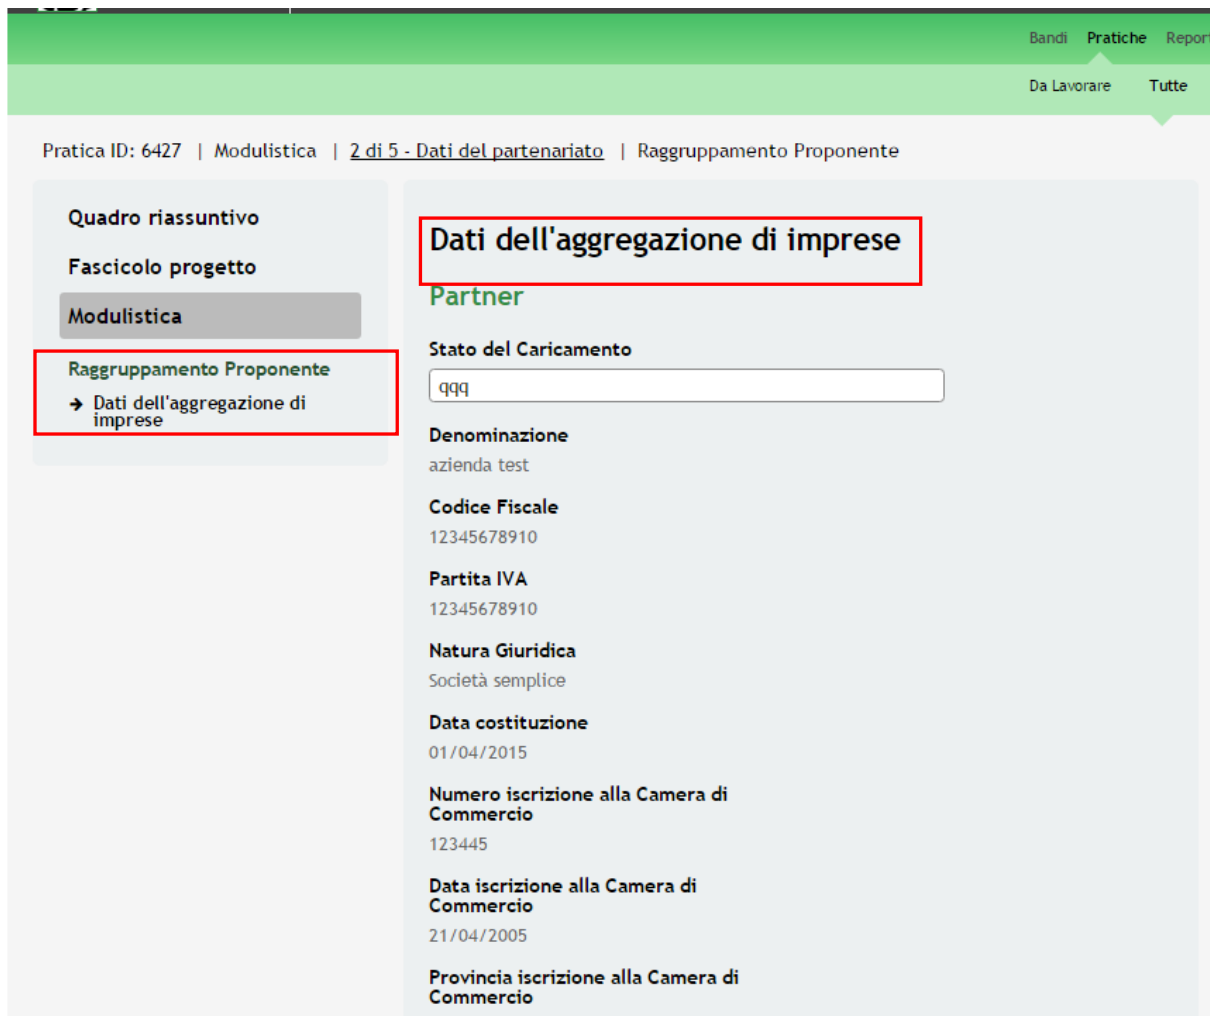 Bandi Pratiche Report
Da Lavorare Tutte
Pratica ID: 6427 | Modulistica | 2 di 5 - Dati del partenariato | Raggruppamento Proponente
Quadro riassuntivo
Fascicolo progetto
Modulistica
Raggruppamento Proponente
→ Dati dell'aggregazione di
imprese
Dati dell'aggregazione di imprese
Partner
Stato del Caricamento
qqq
Denominazione
azienda test
Codice Fiscale
12345678910
Partita IVA
12345678910
Natura Giuridica
Società semplice
Data costituzione
01/04/2015
Numero iscrizione alla Camera di
Commercio
123445
Data iscrizione alla Camera di
Commercio
21/04/2005
Provincia iscrizione alla Camera di
Commercio